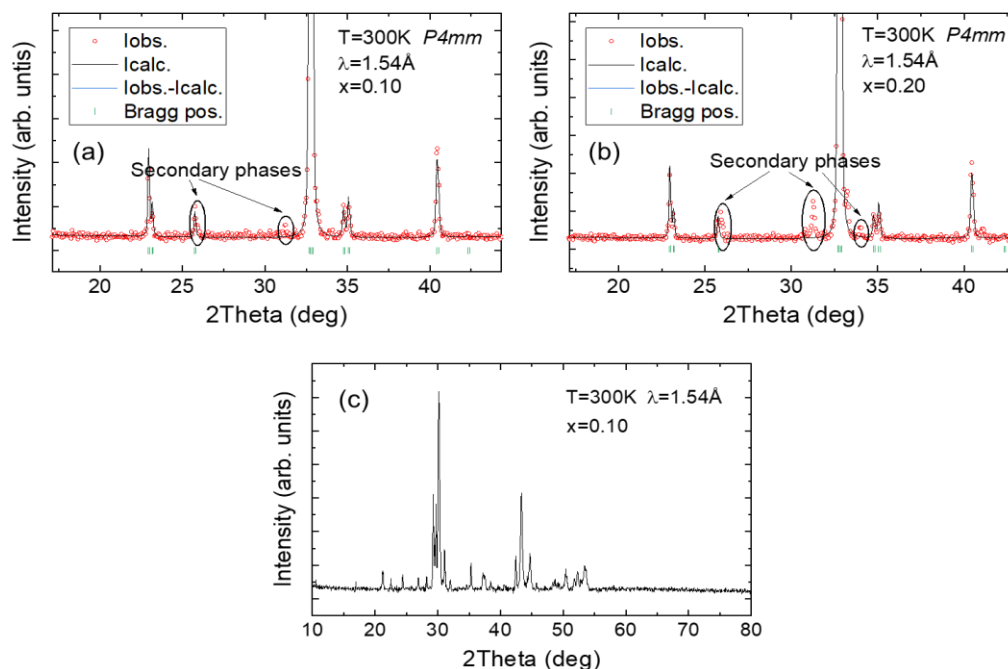 Iobs.
Icalc.
Iobs.-Icalc.
Bragg pos.
T=300K P4mm
λ=1.54Å
x=0.10
(a)
Secondary phases
Intensity (arb. untis)
20 25 30 35 40
2Theta (deg)
Iobs.
Icalc.
Iobs.-Icalc.
Bragg pos.
T=300K P4mm
λ=1.54Å
x=0.20
(b)
Secondary phases
Intensity (arb. units)
20 25 30 35 40
2Theta (deg)
(c)
T=300K λ=1.54Å
x=0.10
Intensity (arb. units)
10 20 30 40 50 60 70 80
2Theta (deg)